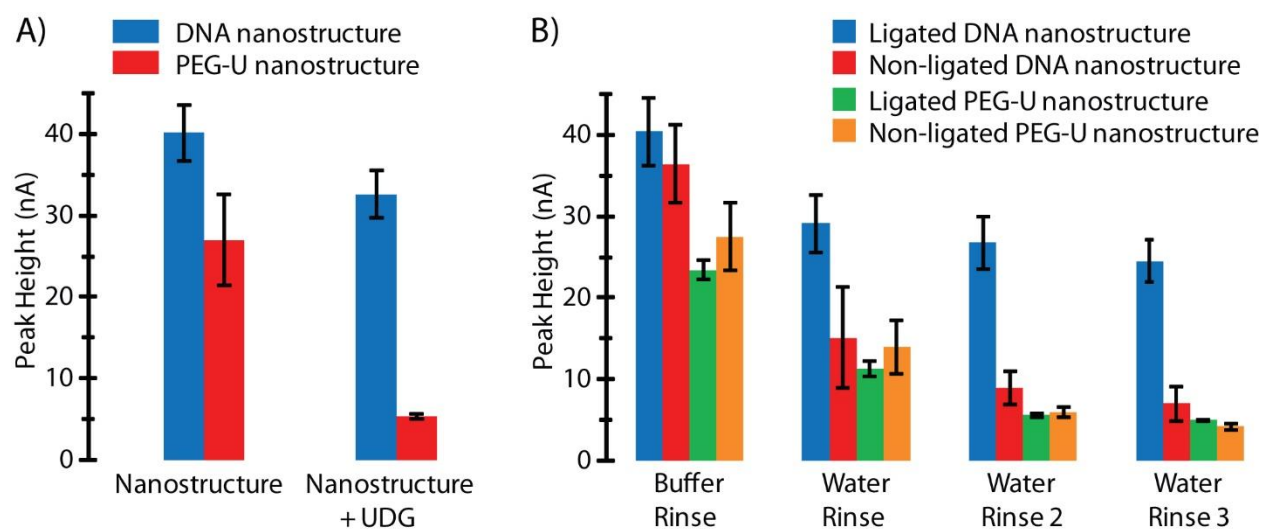 A)
DNA nanostructure
PEG-U nanostructure
Peak Height (nA)
40
30
20
10
0
Nanostructure
Nanostructure
+ UDG
B)
Ligated DNA nanostructure
Non-ligated DNA nanostructure
Ligated PEG-U nanostructure
Non-ligated PEG-U nanostructure
Peak Height (nA)
40
30
20
10
0
Buffer
Rinse
Water
Rinse
Water
Rinse 2
Water
Rinse 3